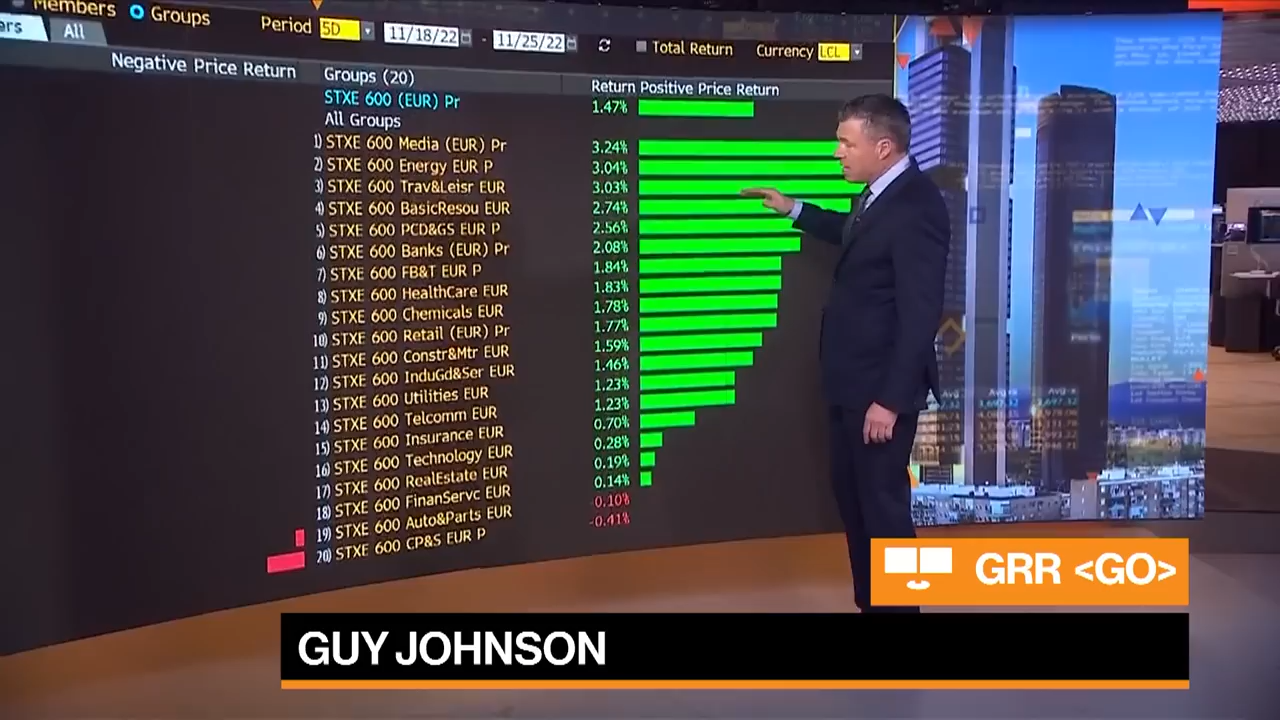 ers Members Groups
All Period 5D 11/18/22 - 11/25/22 Total Return Currency LCL
Negative Price Return Groups (20) Return Positive Price Return
STXE 600 (EUR) Pr 1.47%
All Groups
1) STXE 600 Media (EUR) Pr 3.24%
2) STXE 600 Energy EUR P 3.04%
3) STXE 600 Trav&Leisr EUR 3.03%
4) STXE 600 BasicResou EUR 2.74%
5) STXE 600 PCD&GS EUR P 2.56%
6) STXE 600 Banks (EUR) Pr 2.08%
7) STXE 600 FB&T EUR P 1.84%
8) STXE 600 HealthCare EUR 1.83%
9) STXE 600 Chemicals EUR 1.78%
10) STXE 600 Retail (EUR) Pr 1.77%
11) STXE 600 Constr&Mtr EUR 1.59%
12) STXE 600 InduGd&Ser EUR 1.46%
13) STXE 600 Utilities EUR 1.23%
14) STXE 600 Telcomm EUR 1.23%
15) STXE 600 Insurance EUR 0.70%
16) STXE 600 Technology EUR 0.28%
17) STXE 600 RealEstate EUR 0.19%
18) STXE 600 FinanServc EUR 0.14%
19) STXE 600 Auto&Parts EUR -0.10%
20) STXE 600 CP&S EUR P -0.41%
GRR <GO>
GUY JOHNSON